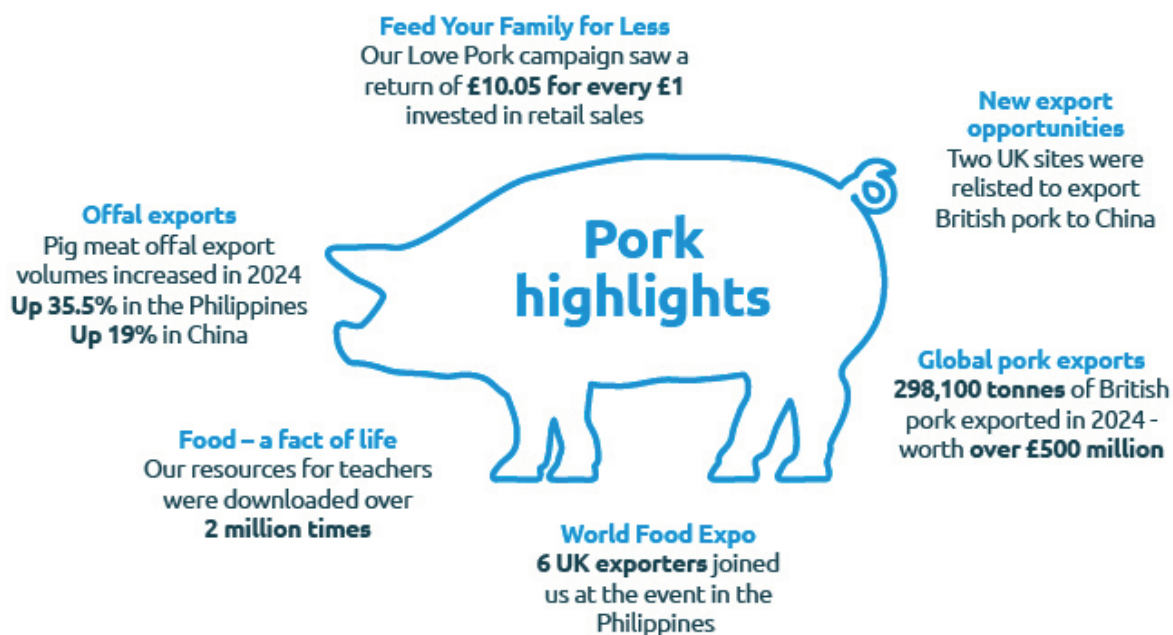 Feed Your Family for Less
Our Love Pork campaign saw a
return of £10.05 for every £1
invested in retail sales
New export
opportunities
Two UK sites were
relisted to export
British pork to China
Offal exports
Pig meat offal export
volumes increased in 2024
Up 35.5% in the Philippines
Up 19% in China
Pork
highlights
Global pork exports
298,100 tonnes of British
pork exported in 2024 -
worth over £500 million
Food – a fact of life
Our resources for teachers
were downloaded over
2 million times
World Food Expo
6 UK exporters joined
us at the event in the
Philippines